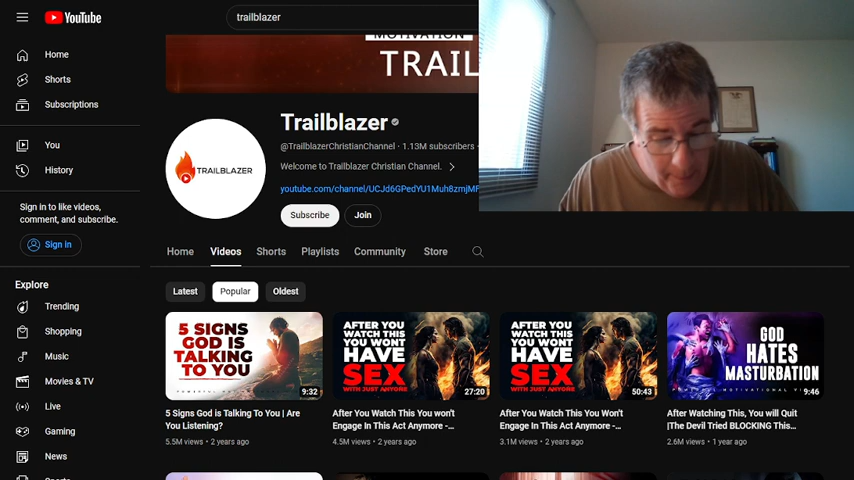 YouTube
trailblazer
Home
Shorts
Subscriptions
You
History
Sign in to like videos,
comment, and subscribe.
Sign in
Explore
Trending
Shopping
Music
Movies & TV
Live
Gaming
News
MOTIVATION
TRAIL
Trailblazer
@TrailblazerChristianChannel · 1.13M subscribers ·
Welcome to Trailblazer Christian Channel.
TRAILBLAZER
Subscribe
Join
Home
Videos
Shorts
Playlists
Community
Store
Latest
Popular
Oldest
5 SIGNS
GOD IS
TALKING
TO YOU
9:32
5 Signs God is Talking To You | Are
You Listening?
5.5M views • 2 years ago
AFTER YOU
WATCH THIS
YOU WONT
HAVE
SEX
WITH JUST ANYONE
27:20
After You Watch This You won't
Engage In This Act Anymore -...
4.5M views • 2 years ago
AFTER YOU
WATCH THIS
YOU WONT
HAVE
SEX
WITH JUST ANYORE
50:43
After You Watch This You Won't
Engage In This Act Anymore -...
3.1M views • 2 years ago
GOD
HATES
MASTURBATION
9:46
After Watching This, You will Quit
|The Devil Tried BLOCKING This...
2.6M views • 1 year ago